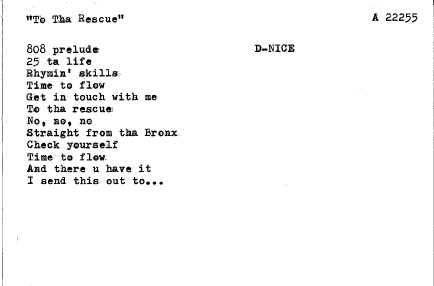 "To Tha Rescue" A 22255
808 prelude D-NICE
25 ta life
Rhymin' skills
Time to flow
Get in touch with me
To tha rescue
No, no, no
Straight from tha Bronx
Check yourself
Time to flow
And there u have it
I send this out to...